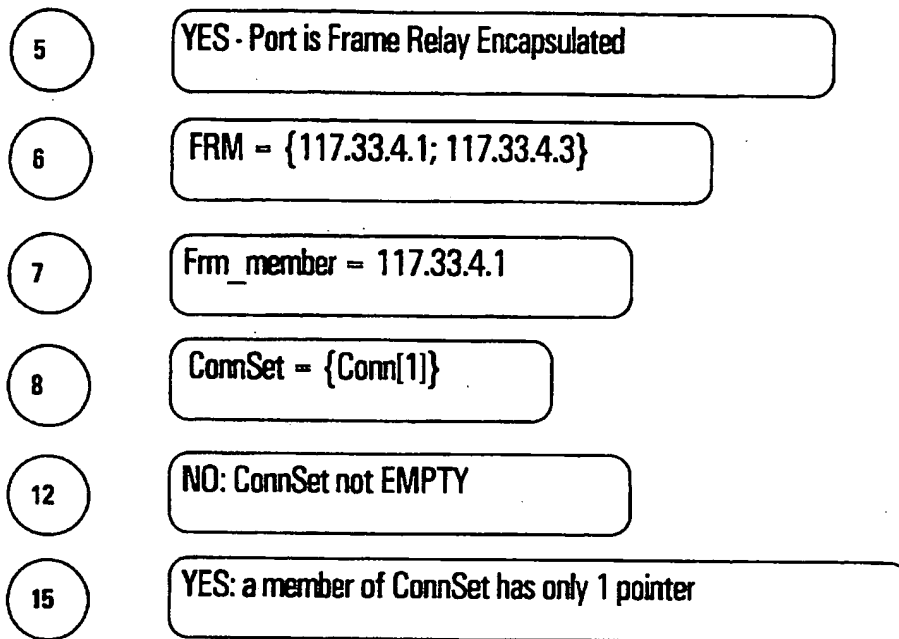 5 YES - Port is Frame Relay Encapsulated
6 FRM = {117.33.4.1; 117.33.4.3}
7 Frm_member = 117.33.4.1
8 ConnSet = {Conn[1]}
12 NO: ConnSet not EMPTY
15 YES: a member of ConnSet has only 1 pointer